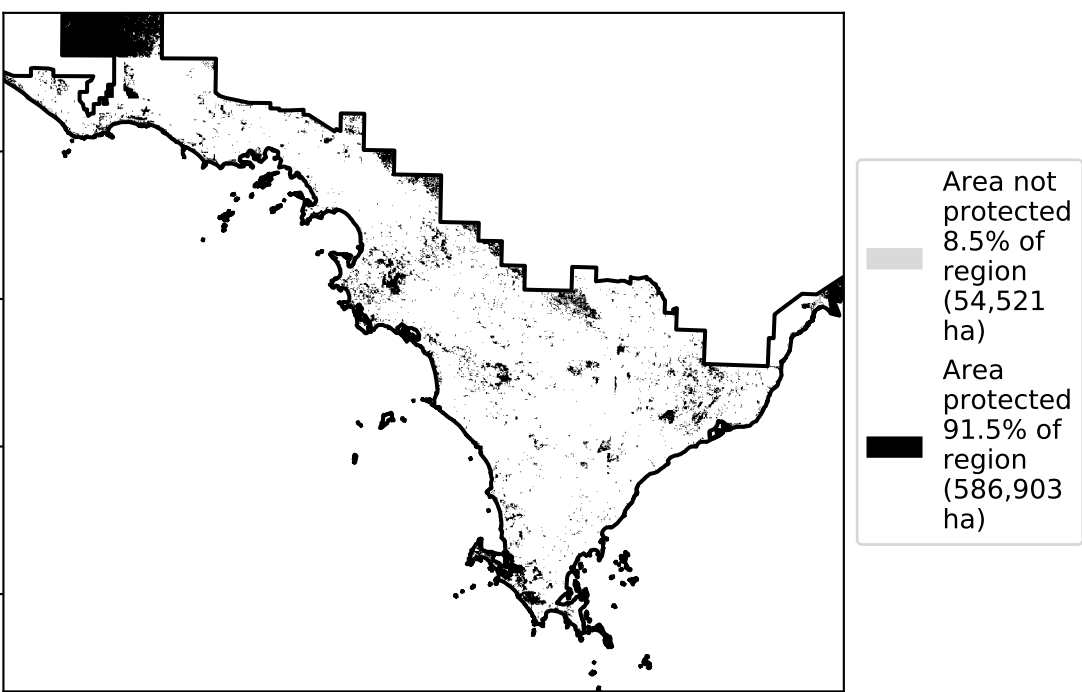 Area not
protected
8.5% of
region
(54,521
ha)
Area
protected
91.5% of
region
(586,903
ha)